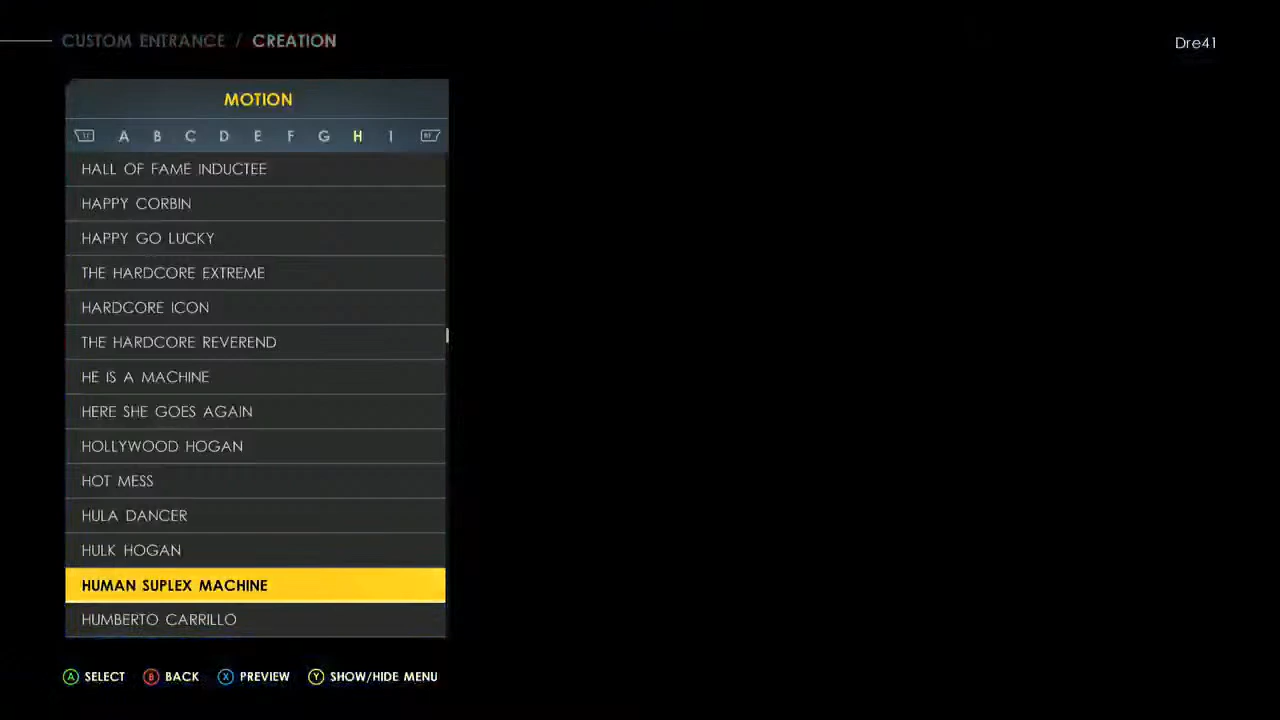 CUSTOM ENTRANCE / CREATION
Dre41
MOTION
LT A B C D E F G H I RT
HALL OF FAME INDUCTEE
HAPPY CORBIN
HAPPY GO LUCKY
THE HARDCORE EXTREME
HARDCORE ICON
THE HARDCORE REVEREND
HE IS A MACHINE
HERE SHE GOES AGAIN
HOLLYWOOD HOGAN
HOT MESS
HULA DANCER
HULK HOGAN
HUMAN SUPLEX MACHINE
HUMBERTO CARRILLO
A SELECT B BACK X PREVIEW Y SHOW/HIDE MENU